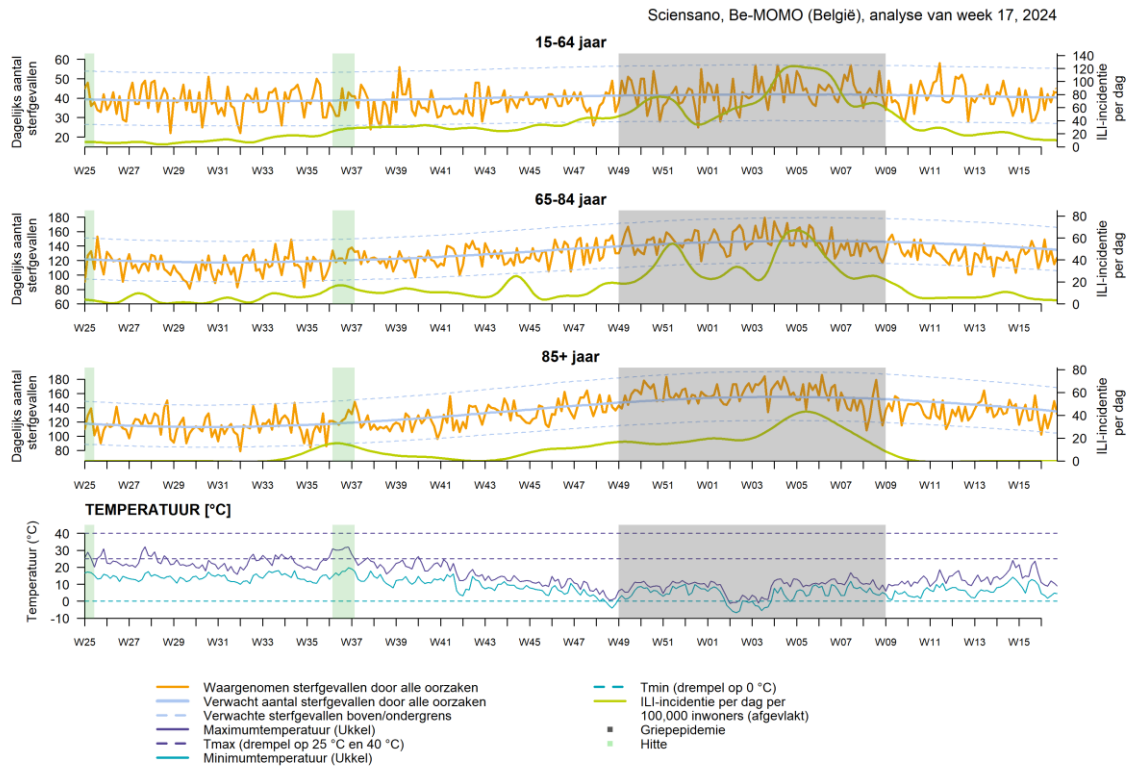 Sciensano, Be-MOMO (België), analyse van week 17, 2024
15-64 jaar
Dagelijks aantal
sterfgevallen
60
50
40
30
20
140
120
100
80
60
40
20
0
ILI-incidentie
per dag
W25 W27 W29 W31 W33 W35 W37 W39 W41 W43 W45 W47 W49 W51 W01 W03 W05 W07 W09 W11 W13 W15
65-84 jaar
Dagelijks aantal
sterfgevallen
180
160
140
120
100
80
60
80
60
40
20
0
ILI-incidentie
per dag
W25 W27 W29 W31 W33 W35 W37 W39 W41 W43 W45 W47 W49 W51 W01 W03 W05 W07 W09 W11 W13 W15
85+ jaar
Dagelijks aantal
sterfgevallen
180
160
140
120
100
80
80
60
40
20
0
ILI-incidentie
per dag
W25 W27 W29 W31 W33 W35 W37 W39 W41 W43 W45 W47 W49 W51 W01 W03 W05 W07 W09 W11 W13 W15
TEMPERATUUR [°C]
Temperatuur (°C)
40
30
20
10
0
-10
W25 W27 W29 W31 W33 W35 W37 W39 W41 W43 W45 W47 W49 W51 W01 W03 W05 W07 W09 W11 W13 W15
Waargenomen sterfgevallen door alle oorzaken
Verwacht aantal sterfgevallen door alle oorzaken
Verwachte sterfgevallen boven/ondergrens
Maximumtemperatuur (Ukkel)
Tmax (drempel op 25 °C en 40 °C)
Minimumtemperatuur (Ukkel)
Tmin (drempel op 0 °C)
ILI-incidentie per dag per
100,000 inwoners (afgevlakt)
Griepepidemie
Hitte